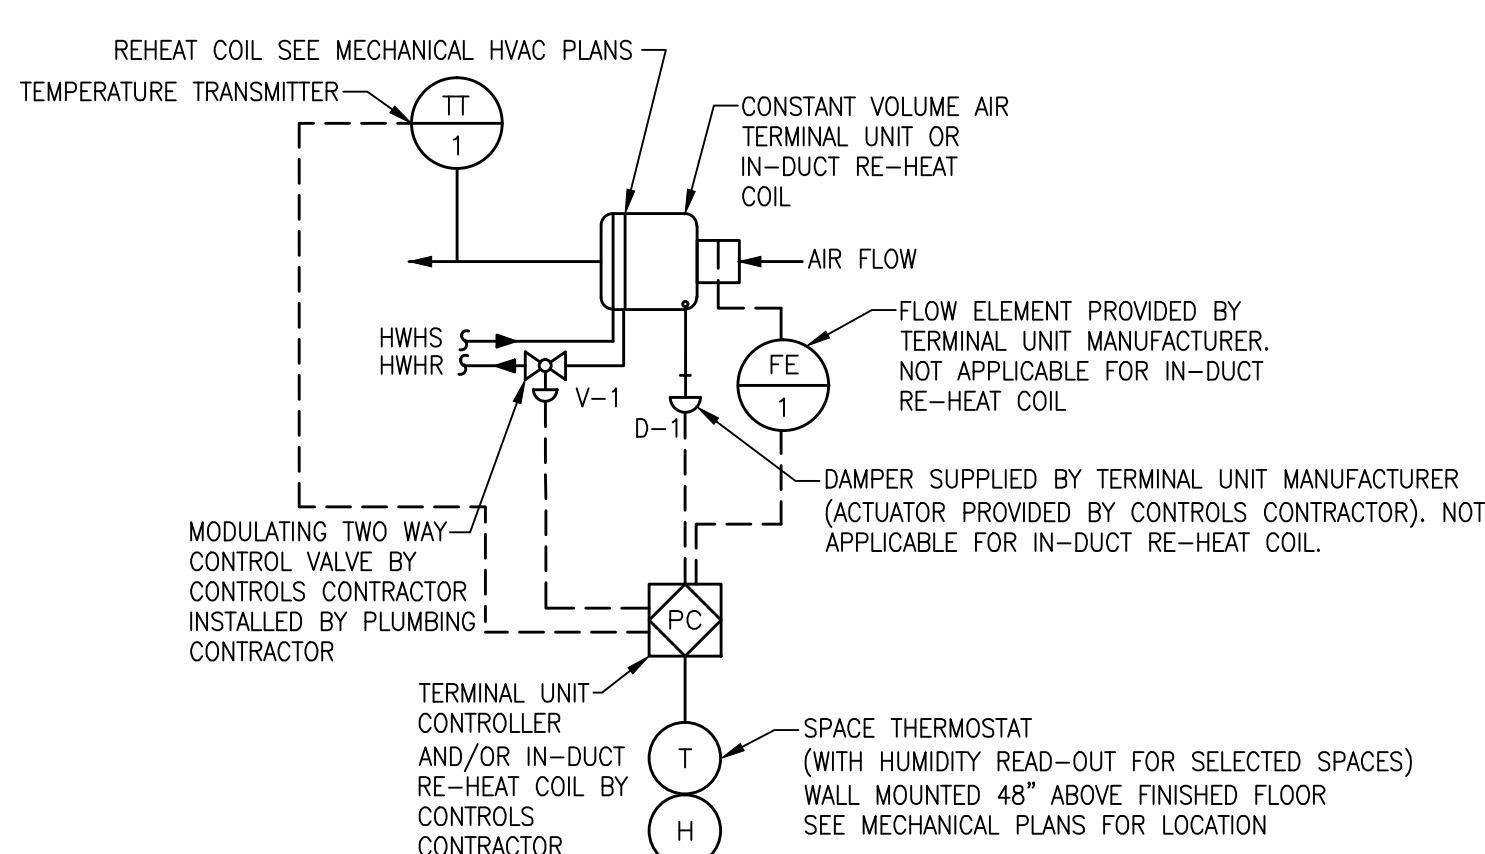 REHEAT COIL SEE MECHANICAL HVAC PLANS
TEMPERATURE TRANSMITTER
TT
1
CONSTANT VOLUME AIR
TERMINAL UNIT OR
IN-DUCT RE-HEAT
COIL
AIR FLOW
HWHS
HWHR
V-1
D-1
FE
1
FLOW ELEMENT PROVIDED BY
TERMINAL UNIT MANUFACTURER.
NOT APPLICABLE FOR IN-DUCT
RE-HEAT COIL
DAMPER SUPPLIED BY TERMINAL UNIT MANUFACTURER
(ACTUATOR PROVIDED BY CONTROLS CONTRACTOR). NOT
APPLICABLE FOR IN-DUCT RE-HEAT COIL.
MODULATING TWO WAY
CONTROL VALVE BY
CONTROLS CONTRACTOR
INSTALLED BY PLUMBING
CONTRACTOR
PC
TERMINAL UNIT
CONTROLLER
AND/OR IN-DUCT
RE-HEAT COIL BY
CONTROLS
CONTRACTOR
T
H
SPACE THERMOSTAT
(WITH HUMIDITY READ-OUT FOR SELECTED SPACES)
WALL MOUNTED 48" ABOVE FINISHED FLOOR
SEE MECHANICAL PLANS FOR LOCATION